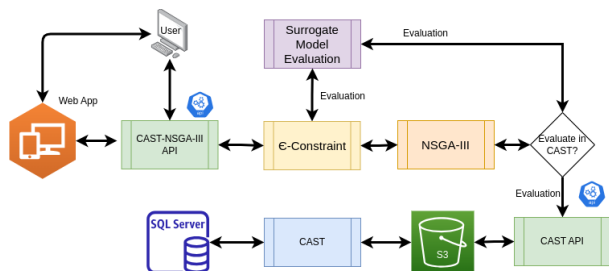 User
Surrogate
Model
Evaluation
Evaluation
Web App
Evaluation
CAST-NSGA-III
API
Є-Constraint
NSGA-III
Evaluate in
CAST?
Evaluation
SQL Server
CAST
S3
CAST API